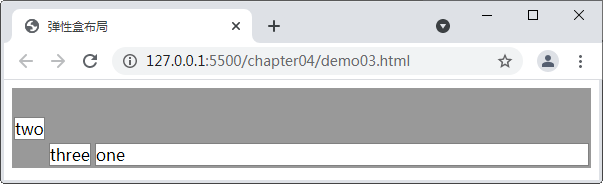 弹性盒布局
127.0.0.1:5500/chapter04/demo03.html
two
three one